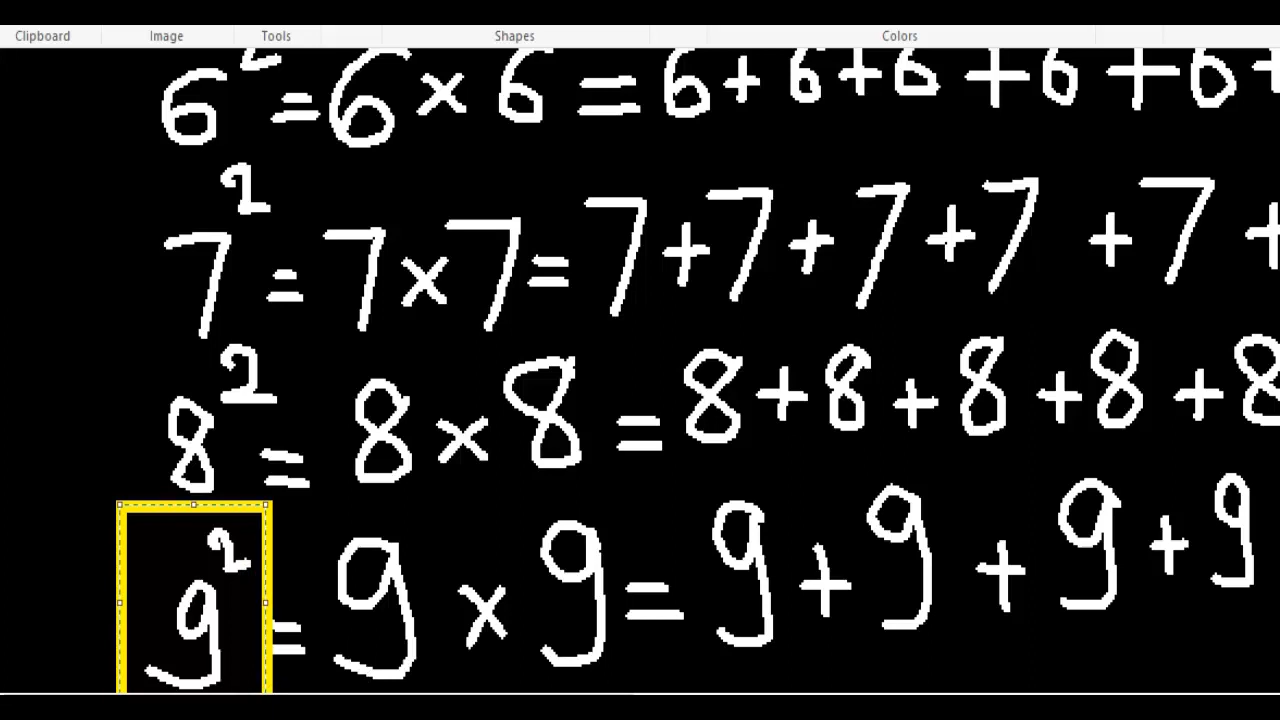 Clipboard Image Tools Shapes Colors
6² = 6 × 6 = 6 + 6 + 6 + 6 + 6 +
7² = 7 × 7 = 7 + 7 + 7 + 7 + 7 +
8² = 8 × 8 = 8 + 8 + 8 + 8 + 8
9² = 9 × 9 = 9 + 9 + 9 + 9